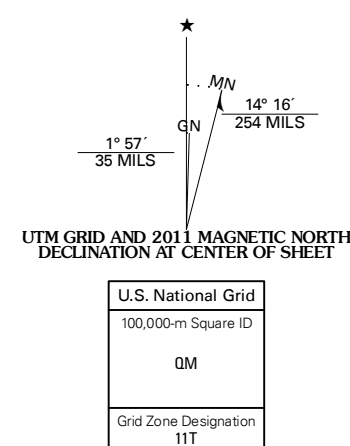 ★
MN
GN
14° 16´
254 MILS
1° 57´
35 MILS
UTM GRID AND 2011 MAGNETIC NORTH
DECLINATION AT CENTER OF SHEET
U.S. National Grid
100,000-m Square ID
QM
Grid Zone Designation
11T